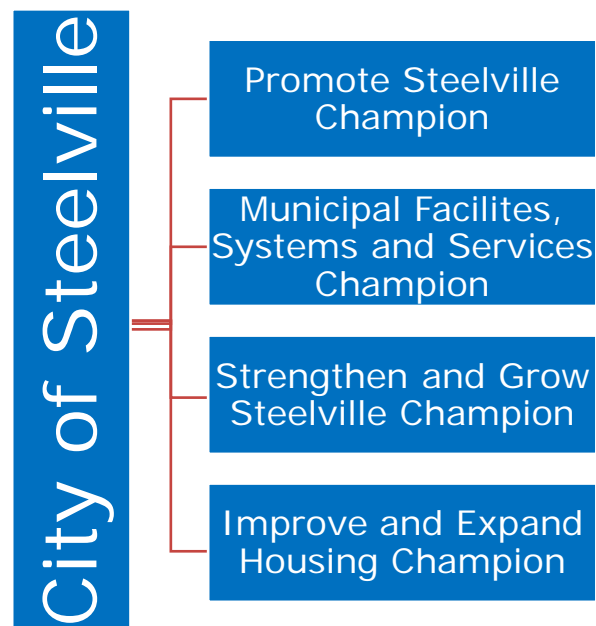 City of Steelville
Promote Steelville
Champion
Municipal Facilites,
Systems and Services
Champion
Strengthen and Grow
Steelville Champion
Improve and Expand
Housing Champion